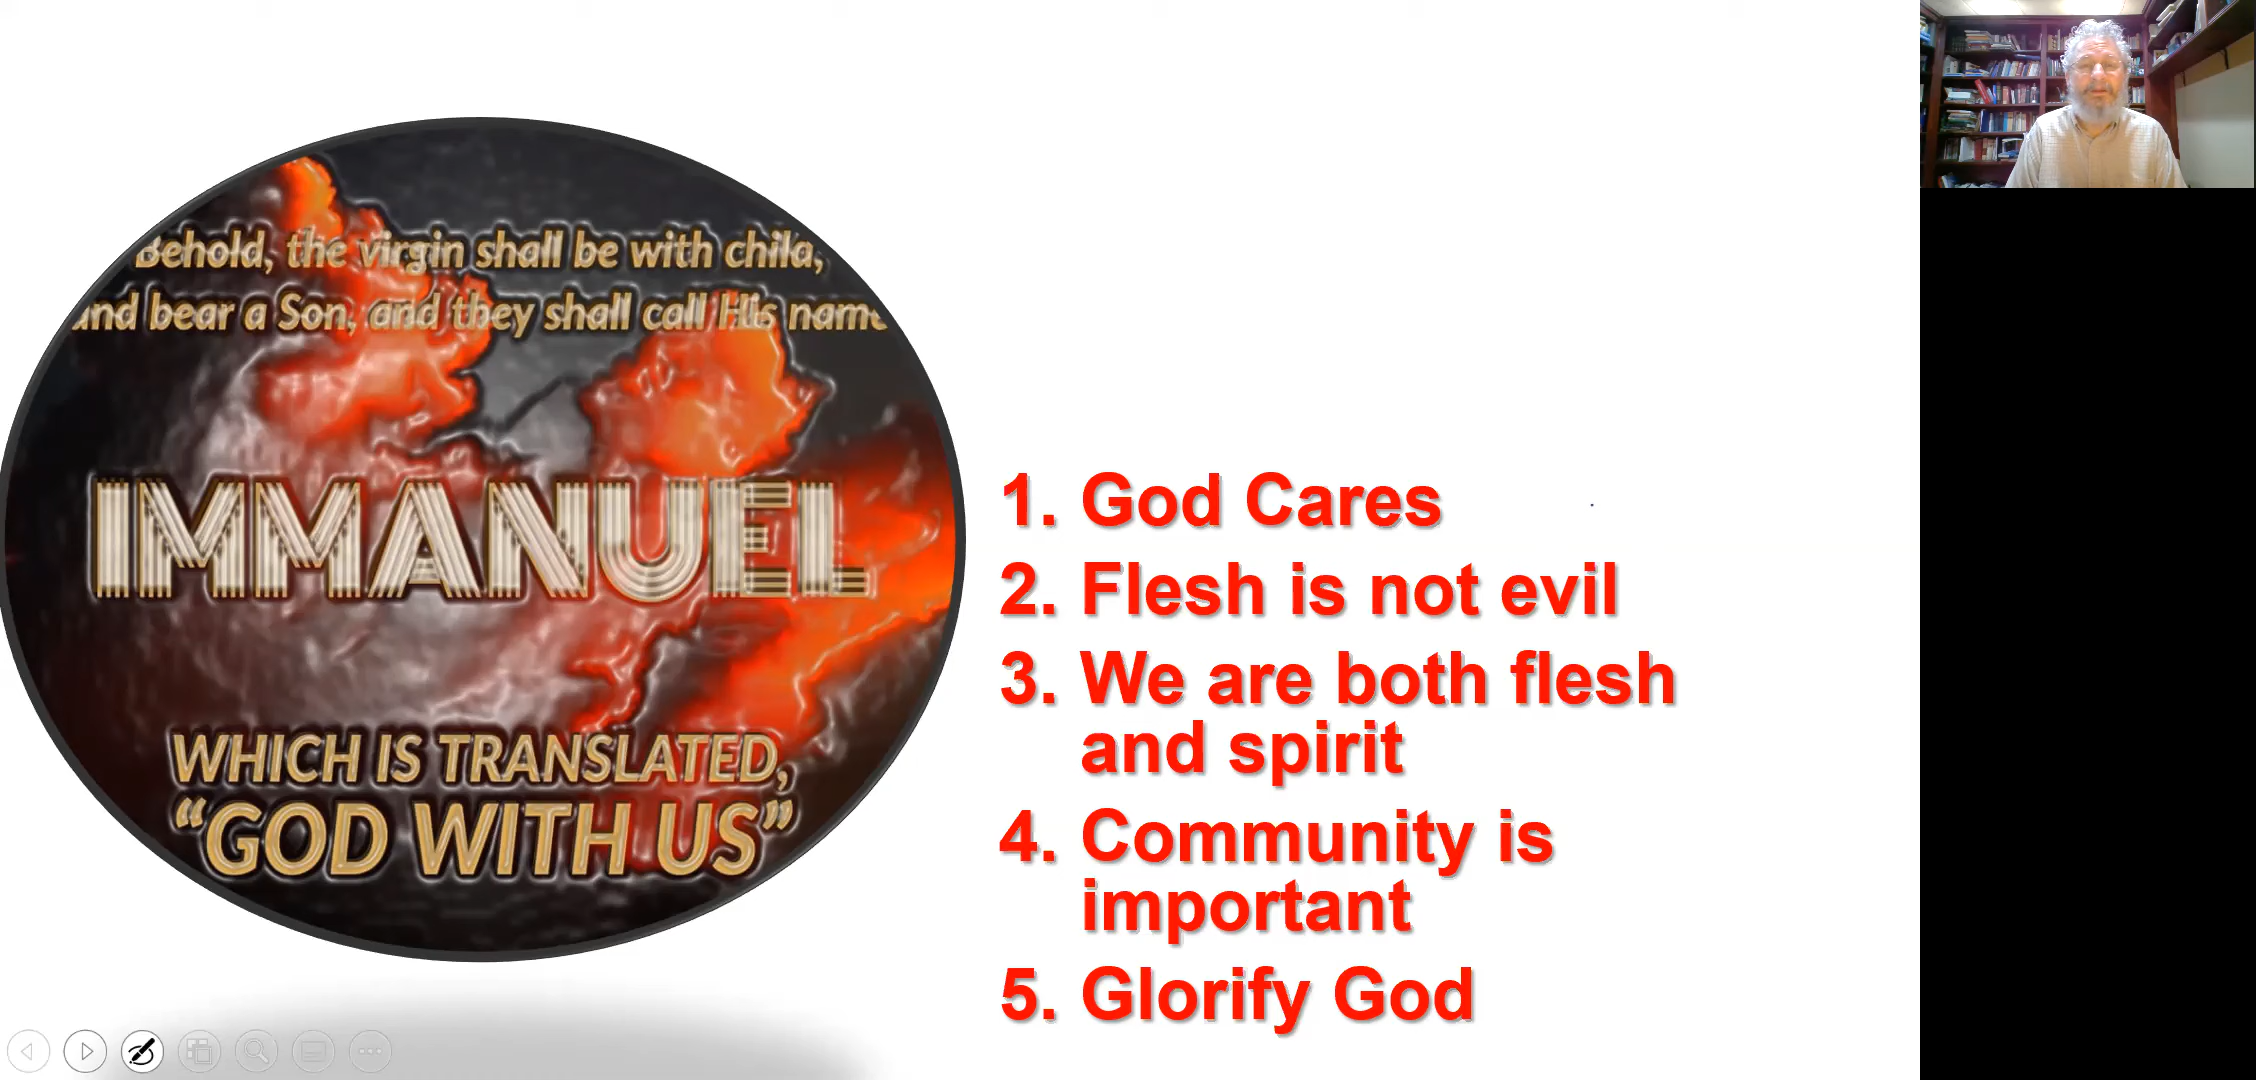 Behold, the virgin shall be with child,
and bear a Son, and they shall call His name
IMMANUEL
WHICH IS TRANSLATED,
“GOD WITH US”
1. God Cares
2. Flesh is not evil
3. We are both flesh
and spirit
4. Community is
important
5. Glorify God